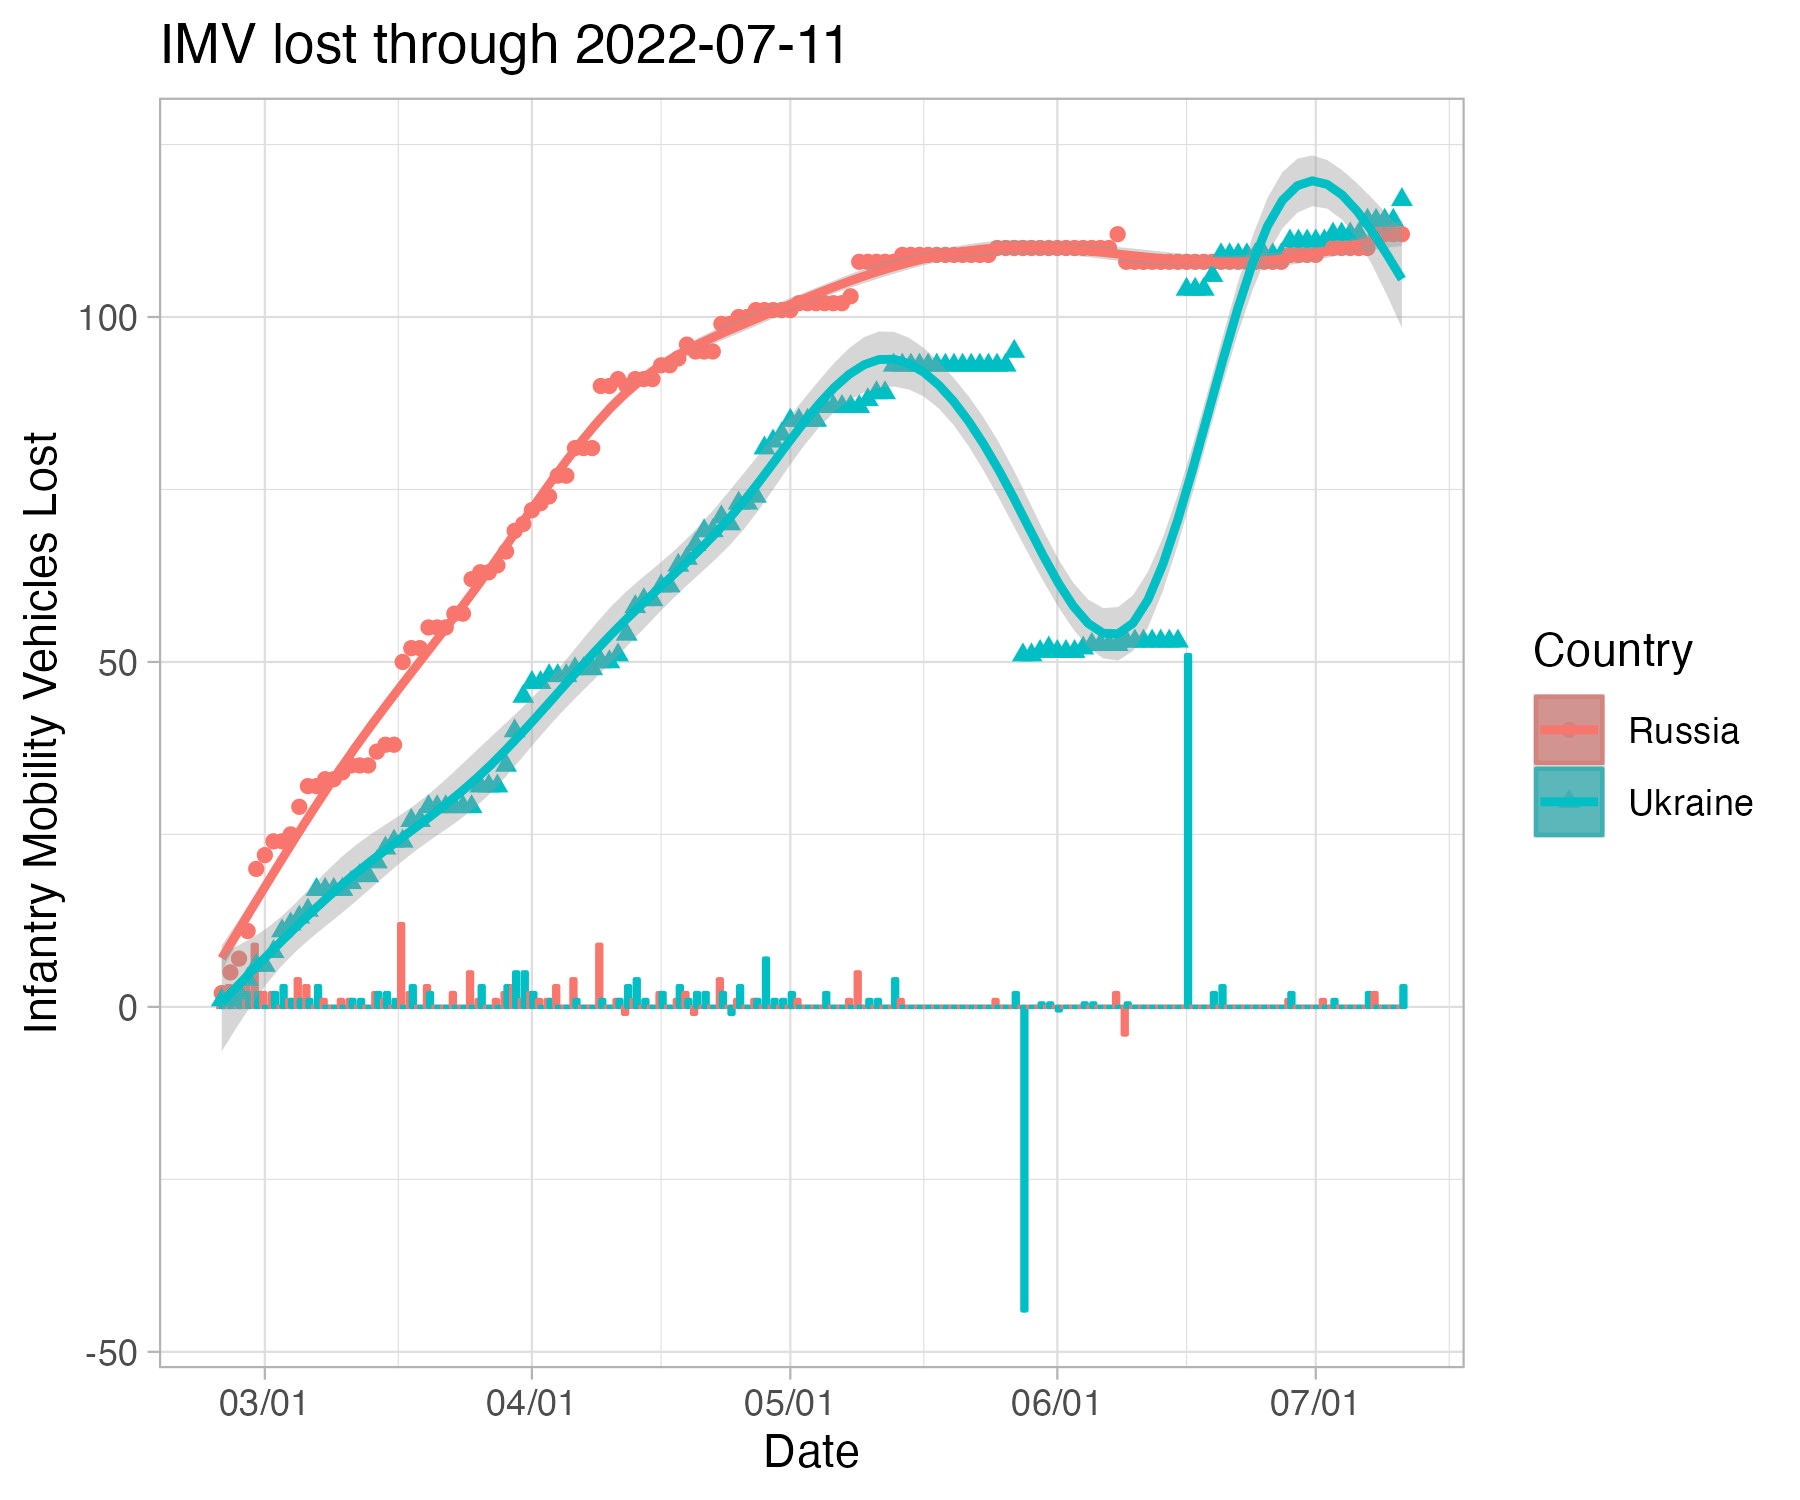 IMV lost through 2022-07-11
Infantry Mobility Vehicles Lost
100
50
0
-50
03/01
04/01
05/01
06/01
07/01
Date
Country
Russia
Ukraine